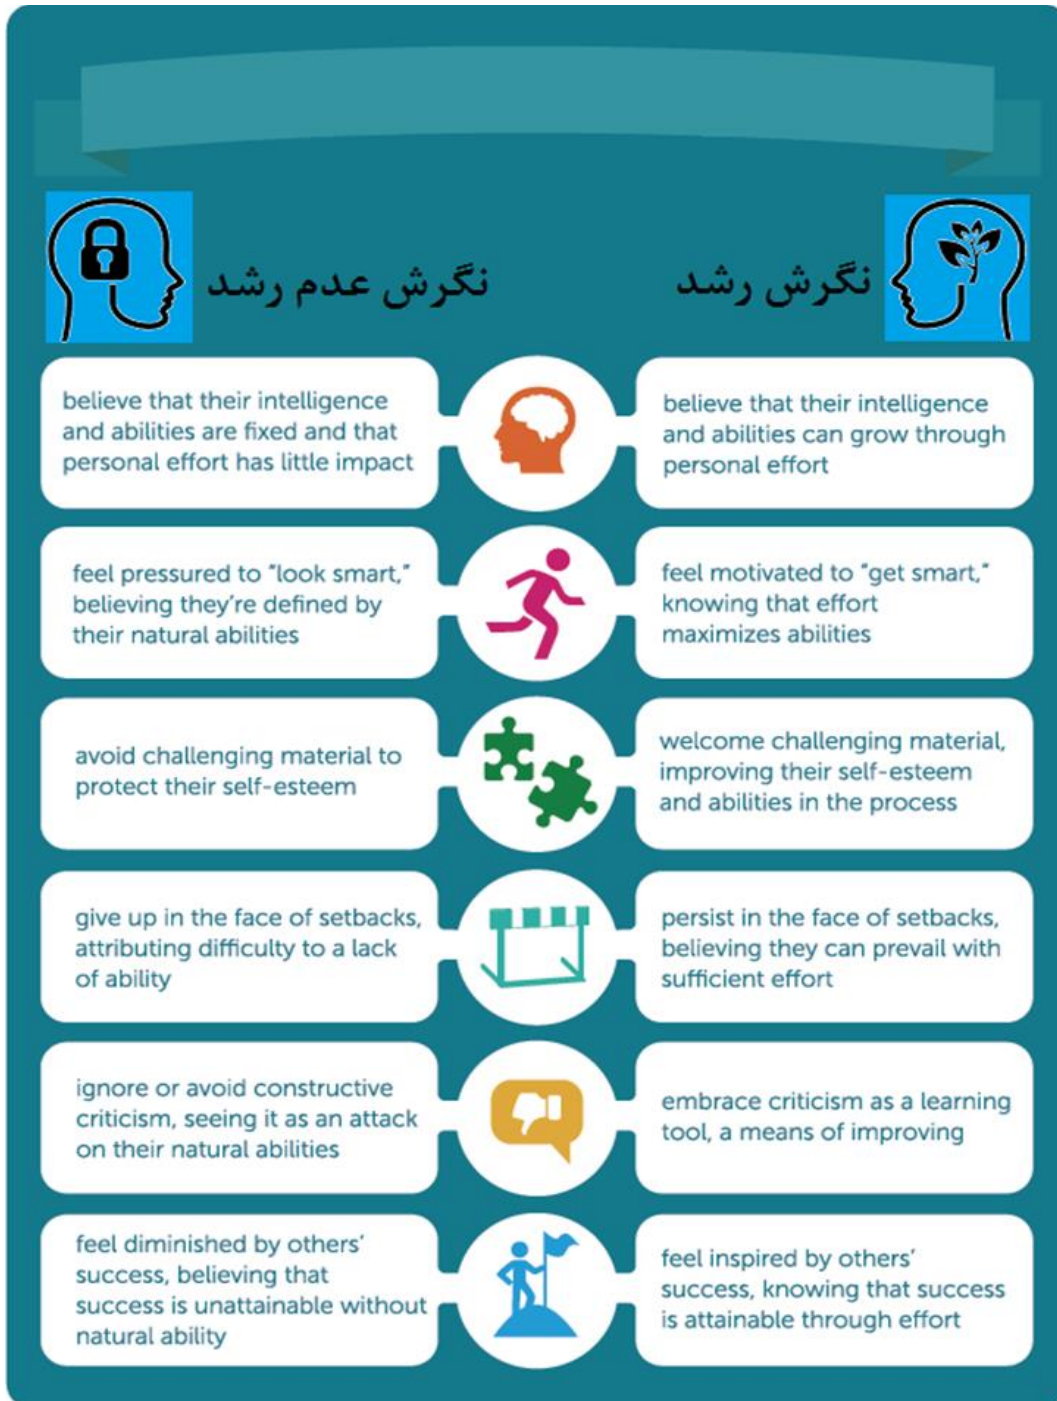 نگرش عدم رشد
نگرش رشد
believe that their intelligence
and abilities are fixed and that
personal effort has little impact
believe that their intelligence
and abilities can grow through
personal effort
feel pressured to “look smart,”
believing they’re defined by
their natural abilities
feel motivated to “get smart,”
knowing that effort
maximizes abilities
avoid challenging material to
protect their self-esteem
welcome challenging material,
improving their self-esteem
and abilities in the process
give up in the face of setbacks,
attributing difficulty to a lack
of ability
persist in the face of setbacks,
believing they can prevail with
sufficient effort
ignore or avoid constructive
criticism, seeing it as an attack
on their natural abilities
embrace criticism as a learning
tool, a means of improving
feel diminished by others’
success, believing that
success is unattainable without
natural ability
feel inspired by others’
success, knowing that success
is attainable through effort